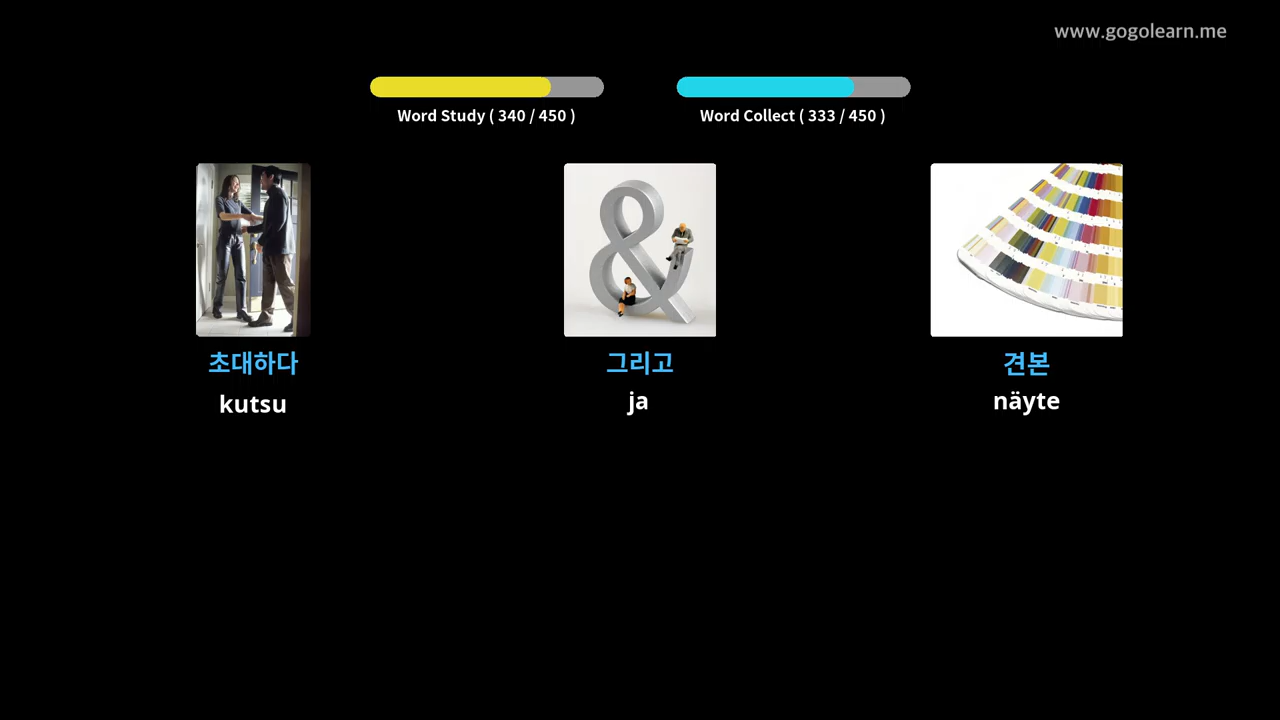 www.gogolearn.me
Word Study ( 340 / 450 )
Word Collect ( 333 / 450 )
초대하다
그리고
견본
kutsu
ja
näyte